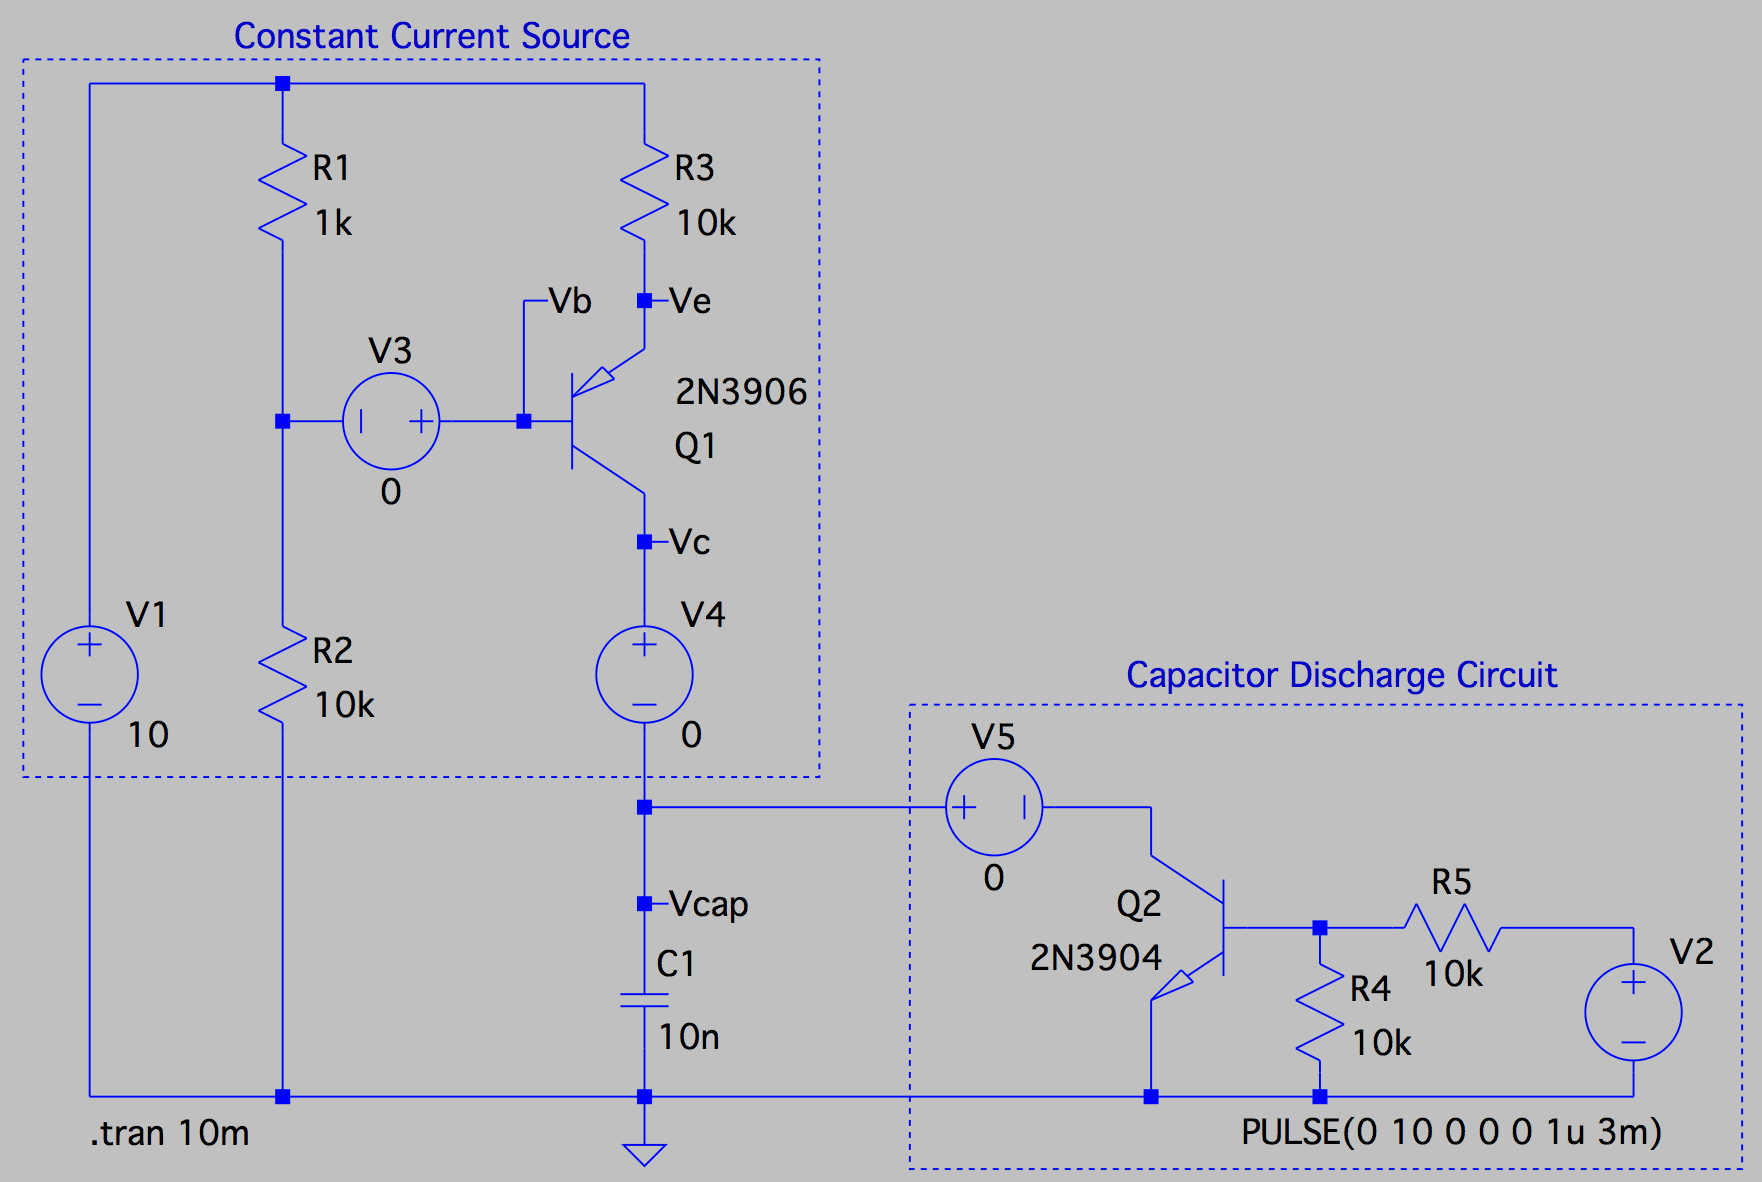 Constant Current Source
R1
1k
R3
10k
Vb
Ve
V3
0
2N3906
Q1
Vc
V1
10
R2
10k
V4
0
Capacitor Discharge Circuit
V5
0
Vcap
C1
10n
Q2
2N3904
R5
10k
R4
10k
V2
.tran 10m
PULSE(0 10 0 0 0 1u 3m)